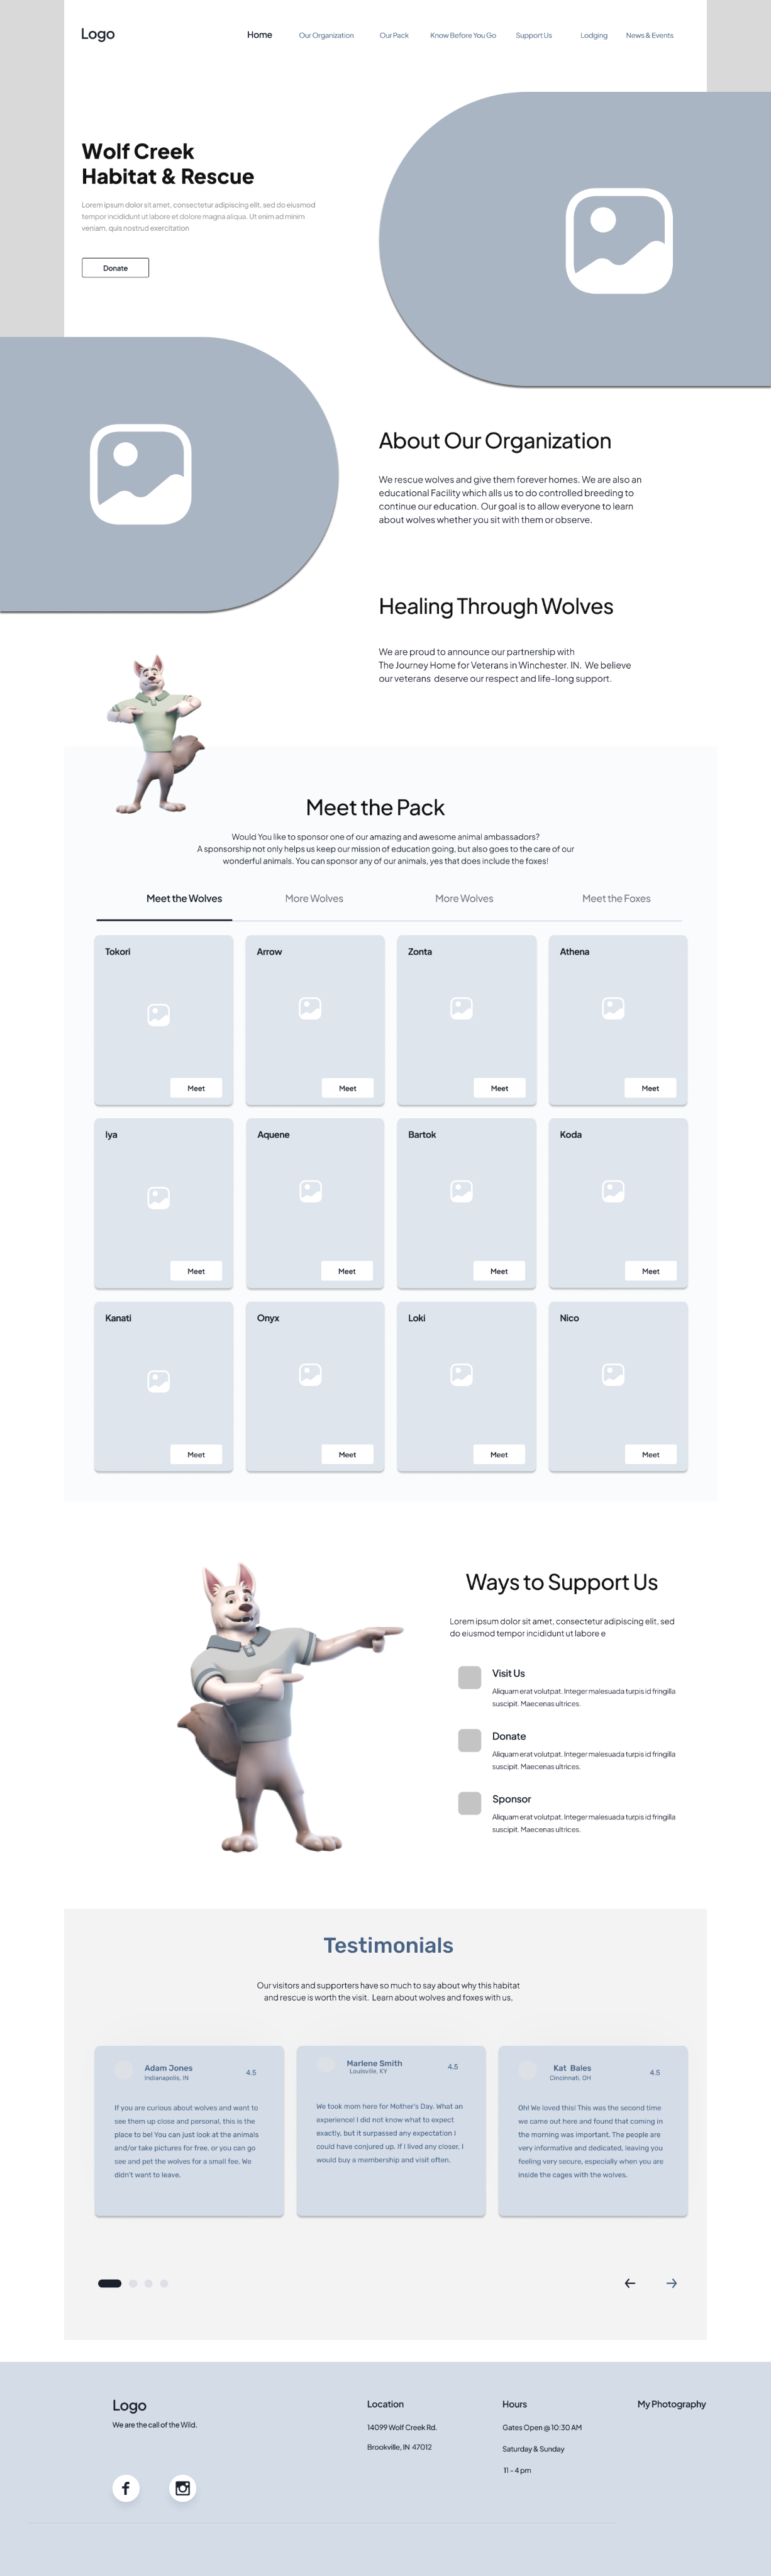 Logo
Home
Our Organization
Our Pack
Know Before You Go
Support Us
Lodging
News & Events
Wolf Creek
Habitat & Rescue
Lorem ipsum dolor sit amet, consectetur adipiscing elit, sed do eiusmod
tempor incididunt ut labore et dolore magna aliqua. Ut enim ad minim
veniam, quis nostrud exercitation
Donate
About Our Organization
We rescue wolves and give them forever homes. We are also an
educational Facility which alls us to do controlled breeding to
continue our education. Our goal is to allow everyone to learn
about wolves whether you sit with them or observe.
Healing Through Wolves
We are proud to announce our partnership with
The Journey Home for Veterans in Winchester. IN. We believe
our veterans deserve our respect and life-long support.
Meet the Pack
Would You like to sponsor one of our amazing and awesome animal ambassadors?
A sponsorship not only helps us keep our mission of education going, but also goes to the care of our
wonderful animals. You can sponsor any of our animals, yes that does include the foxes!
Meet the Wolves
More Wolves
More Wolves
Meet the Foxes
Tokori
Meet
Arrow
Meet
Zonta
Meet
Athena
Meet
Iya
Meet
Aquene
Meet
Bartok
Meet
Koda
Meet
Kanati
Meet
Onyx
Meet
Loki
Meet
Nico
Meet
Ways to Support Us
Lorem ipsum dolor sit amet, consectetur adipiscing elit, sed
do eiusmod tempor incididunt ut labore e
Visit Us
Aliquam erat volutpat. Integer malesuada turpis id fringilla
suscipit. Maecenas ultrices.
Donate
Aliquam erat volutpat. Integer malesuada turpis id fringilla
suscipit. Maecenas ultrices.
Sponsor
Aliquam erat volutpat. Integer malesuada turpis id fringilla
suscipit. Maecenas ultrices.
Testimonials
Our visitors and supporters have so much to say about why this habitat
and rescue is worth the visit. Learn about wolves and foxes with us,
Adam Jones
Indianapolis, IN
4.5
If you are curious about wolves and want to
see them up close and personal, this is the
place to be! You can just look at the animals
and/or take pictures for free, or you can go
see and pet the wolves for a small fee. We
didn't want to leave.
Marlene Smith
Louisville, KY
4.5
We took mom here for Mother's Day. What an
experience! I did not know what to expect
exactly, but it surpassed any expectation I
could have conjured up. If I lived any closer, I
would buy a membership and visit often.
Kat Bales
Cincinnati, OH
4.5
Oh! We loved this! This was the second time
we came out here and found that coming in
the morning was important. The people are
very informative and dedicated, leaving you
feeling very secure, especially when you are
inside the cages with the wolves.
Logo
We are the call of the Wild.
Location
14099 Wolf Creek Rd.
Brookville, IN 47012
Hours
Gates Open @ 10:30 AM
Saturday & Sunday
11 - 4 pm
My Photography